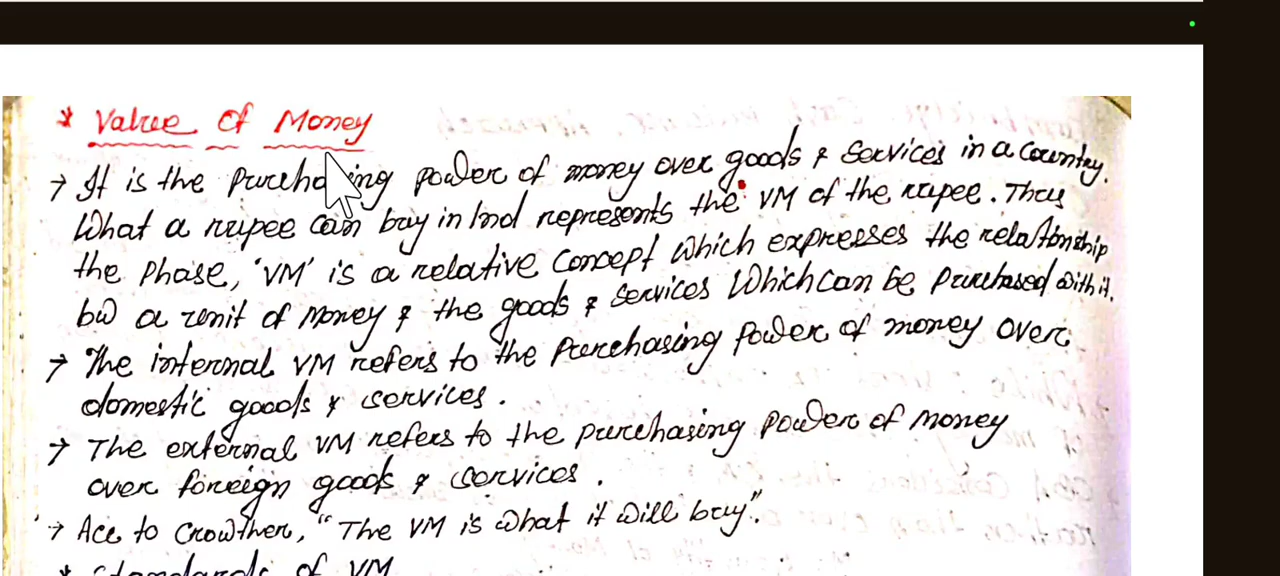 * Value of Money
→ It is the purchasing power of money over goods & services in a country.
What a rupee can buy in Ind represents the VM of the rupee. Thus
the Phase, 'VM' is a relative concept which expresses the relationship
bw a unit of money & the goods & services which can be purchased with it.
→ The internal VM refers to the purchasing power of money over
domestic goods & services.
→ The external VM refers to the purchasing power of money
over foreign goods & services.
→ Acc to Crowther, "The VM is what it will buy".
* Standards of VM